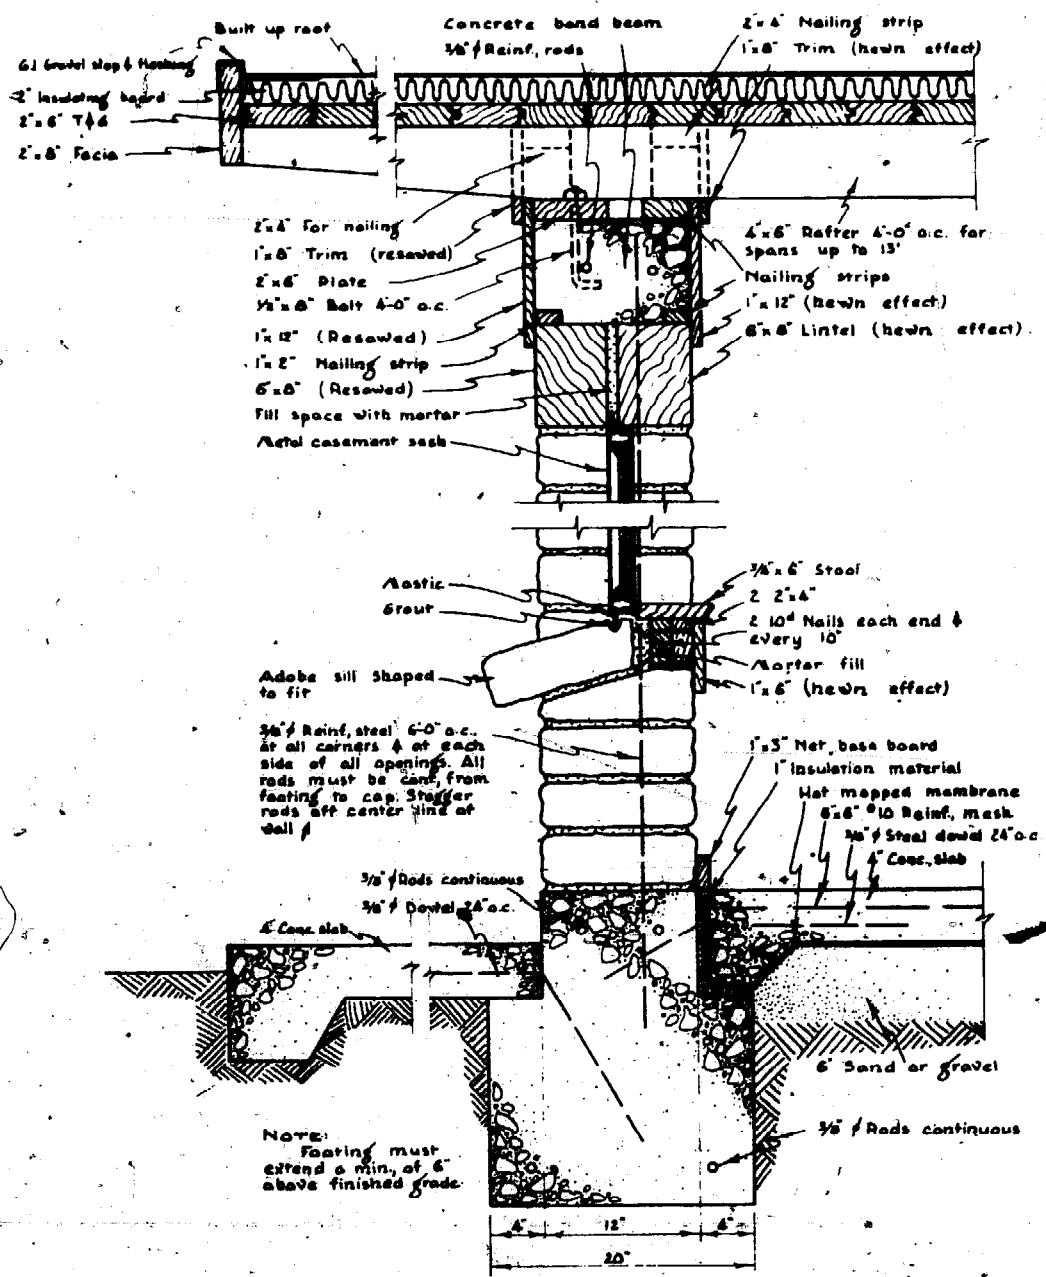 Built up roof
G.I. Gravel stop & flashing
2" Insulating board
2"x6" T&G
2"x8" Facia
Concrete bond beam
3/8" ϕ Reinf, rods
2"x4" Nailing strip
1"x8" Trim (hewn effect)
2"x4" For nailing
1"x8" Trim (resawed)
2"x6" Plate
1/2"x8" Bolt 4'-0" o.c.
1"x12" (Resawed)
1"x2" Nailing strip
6"x8" (Resawed)
Fill space with mortar
Metal casement sash
4"x6" Rafter 4'-0" o.c. for
spans up to 13'
Nailing strips
1"x12" (hewn effect)
6"x8" Lintel (hewn effect)
Mastic
Grout
Adobe sill shaped
to fit
3/4"x6" Stool
2 2"x4"
2 10d Nails each end &
every 10"
Mortar fill
1"x6" (hewn effect)
3/8" ϕ Reinf, steel 6'-0" o.c.
at all corners & at each
side of all openings. All
rods must be cont, from
footing to cap. Stagger
rods off center line of
wall ϕ
1"x3" Net, base board
1" Insulation material
Hot mopped membrane
6"x6" #10 Reinf, mesh
3/8" ϕ Steel dowel 24" o.c.
4" Conc, slab
3/8" ϕ Rods continuous
3/8" ϕ Dowel 24" o.c.
4" Conc slab
6" Sand or gravel
3/8" ϕ Rods continuous
NOTE:
Footing must
extend a min, of 6"
above finished grade
4" 12" 4"
20"